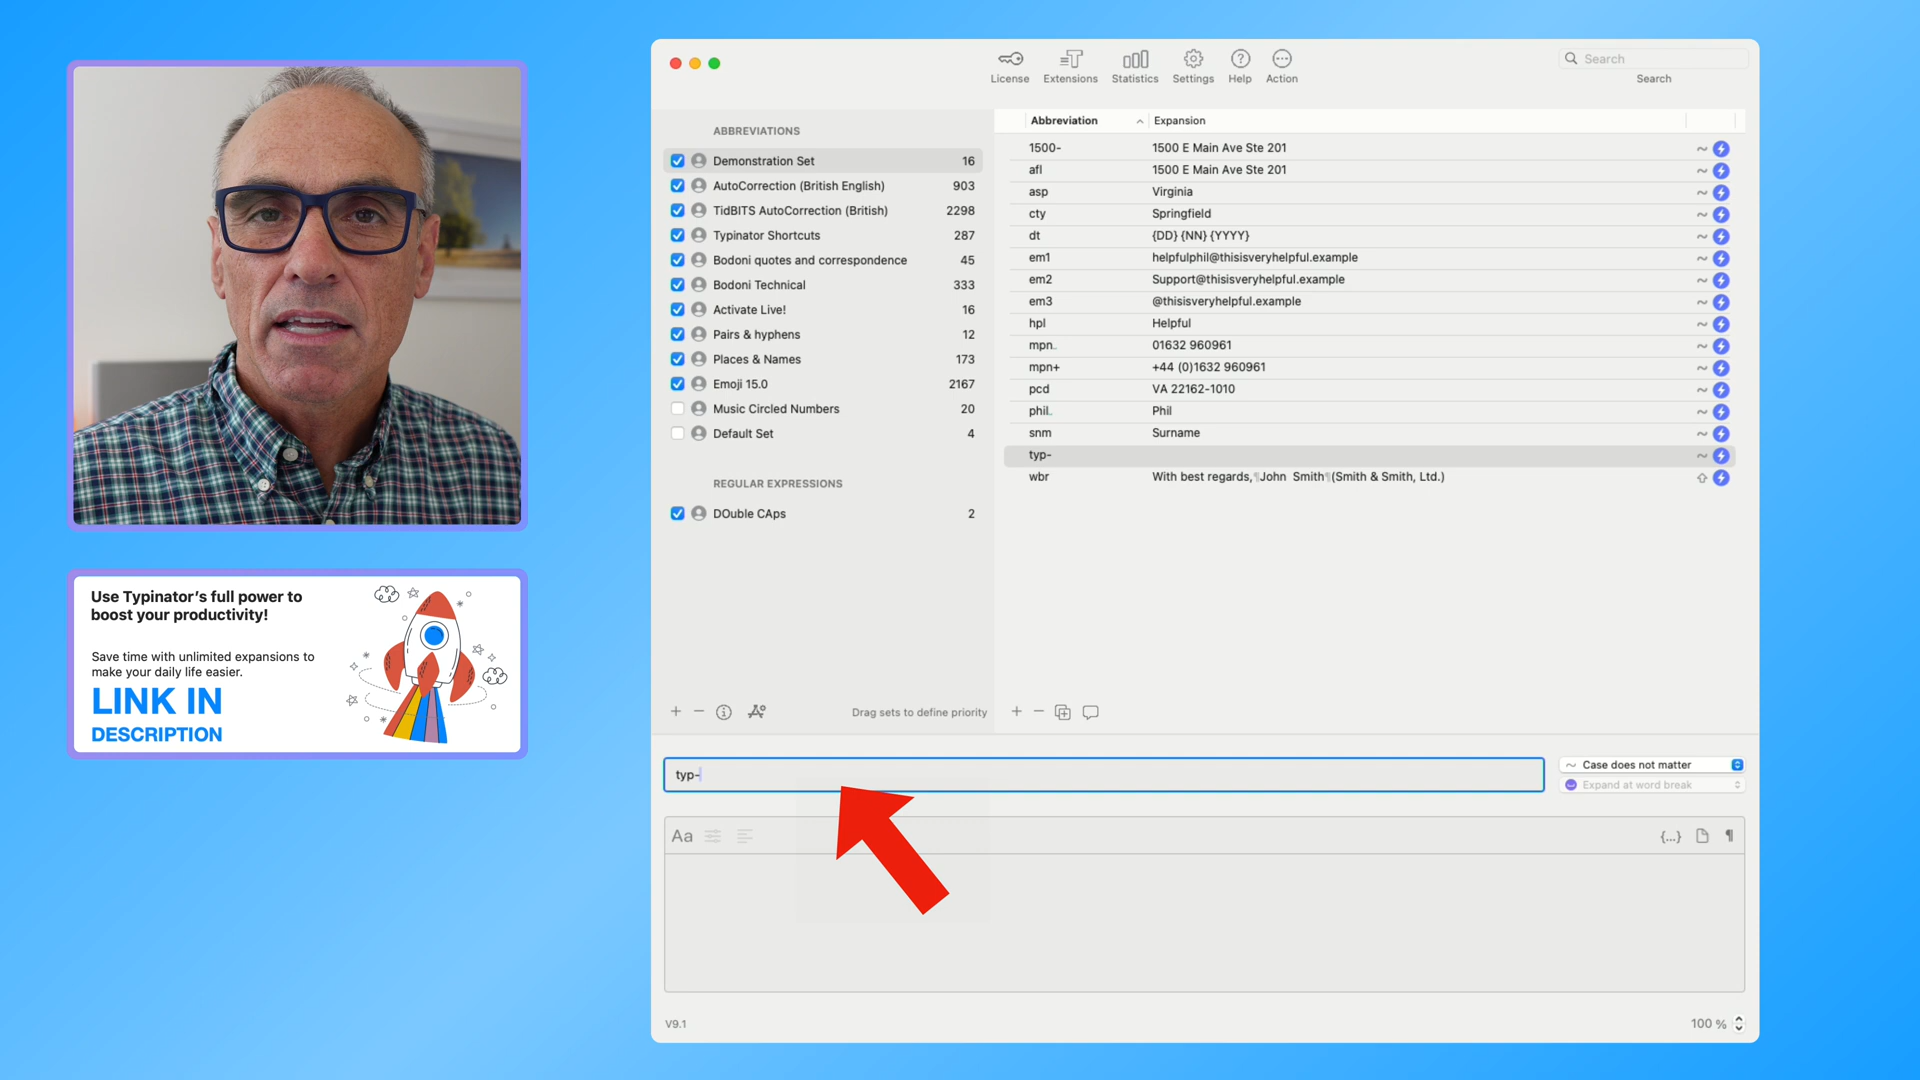 License
Extensions
Statistics
Settings
Help
Action
Search
Search
ABBREVIATIONS
Demonstration Set 16
AutoCorrection (British English) 903
TidBITS AutoCorrection (British) 2298
Typinator Shortcuts 287
Bodoni quotes and correspondence 45
Bodoni Technical 333
Activate Live! 16
Pairs & hyphens 12
Places & Names 173
Emoji 15.0 2167
Music Circled Numbers 20
Default Set 4
REGULAR EXPRESSIONS
DOuble CAps 2
Drag sets to define priority
Abbreviation Expansion
1500- 1500 E Main Ave Ste 201
afl 1500 E Main Ave Ste 201
asp Virginia
cty Springfield
dt {DD} {NN} {YYYY}
em1 helpfulphil@thisisveryhelpful.example
em2 Support@thisisveryhelpful.example
em3 @thisisveryhelpful.example
hpl Helpful
mpn.. 01632 960961
mpn+ +44 (0)1632 960961
pcd VA 22162-1010
phil.. Phil
snm Surname
typ-
wbr With best regards,¶John Smith¶(Smith & Smith, Ltd.)
typ-
Case does not matter
Expand at word break
Aa
{...} ¶
V9.1
100 %
Use Typinator's full power to
boost your productivity!
Save time with unlimited expansions to
make your daily life easier.
LINK IN
DESCRIPTION